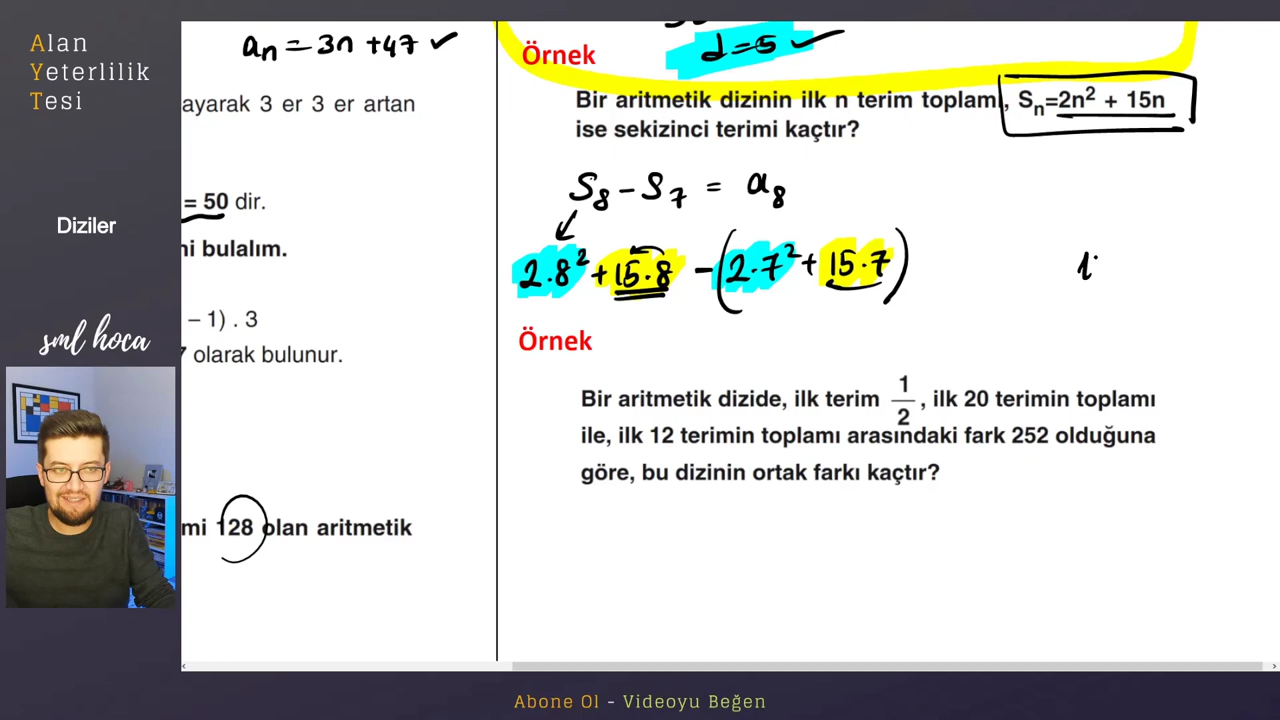 Alan
Yeterlilik
Tesi
Diziler
sml hoca
aₙ = 3n + 47 ✓
ayarak 3 er 3 er artan
= 50 dir.
ni bulalım.
– 1) . 3
olarak bulunur.
mi 128 olan aritmetik
d = 5 ✓
Örnek
Bir aritmetik dizinin ilk n terim toplamı, Sₙ=2n² + 15n
ise sekizinci terimi kaçtır?
S₈ – S₇ = a₈
2.8² + 15.8 – (2.7² + 15.7)
Örnek
Bir aritmetik dizide, ilk terim 1/2, ilk 20 terimin toplamı
ile, ilk 12 terimin toplamı arasındaki fark 252 olduğuna
göre, bu dizinin ortak farkı kaçtır?
Abone Ol - Videoyu Beğen